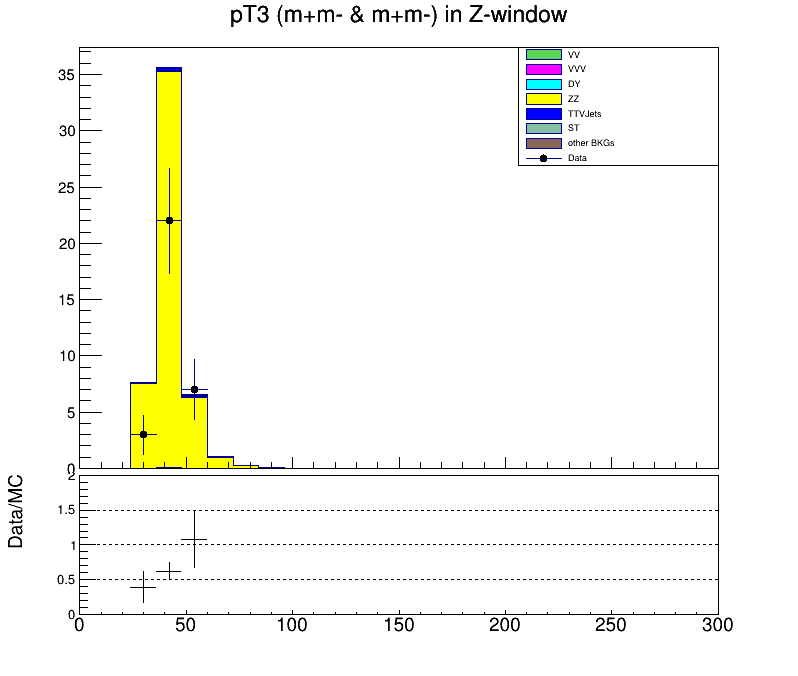 pT3 (m+m- & m+m-) in Z-window
VV
VVV
DY
ZZ
TTVJets
ST
other BKGs
Data
35
30
25
20
15
10
5
0
2
1.5
1
0.5
0
Data/MC
0 50 100 150 200 250 300